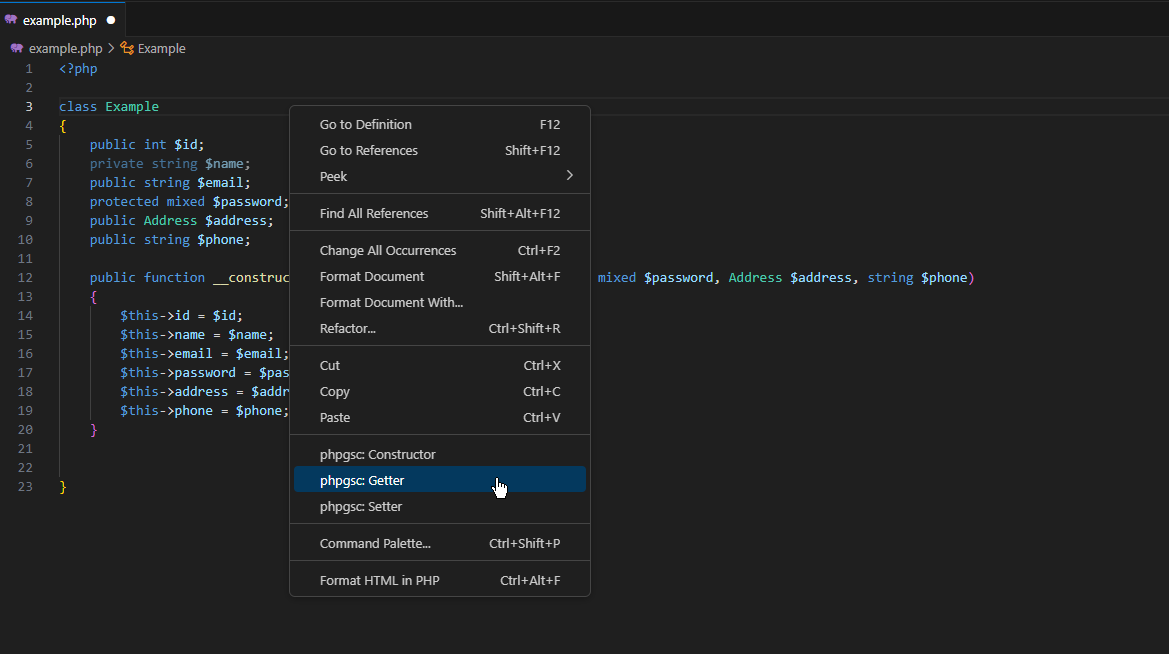 example.php
example.php > Example
1 <?php
2
3 class Example
4 {
5 public int $id;
6 private string $name;
7 public string $email;
8 protected mixed $password;
9 public Address $address;
10 public string $phone;
11
12 public function __construc mixed $password, Address $address, string $phone)
13 {
14 $this->id = $id;
15 $this->name = $name;
16 $this->email = $email;
17 $this->password = $pas
18 $this->address = $addr
19 $this->phone = $phone;
20 }
21
22
23 }
Go to Definition F12
Go to References Shift+F12
Peek >
Find All References Shift+Alt+F12
Change All Occurrences Ctrl+F2
Format Document Shift+Alt+F
Format Document With...
Refactor... Ctrl+Shift+R
Cut Ctrl+X
Copy Ctrl+C
Paste Ctrl+V
phpgsc: Constructor
phpgsc: Getter
phpgsc: Setter
Command Palette... Ctrl+Shift+P
Format HTML in PHP Ctrl+Alt+F